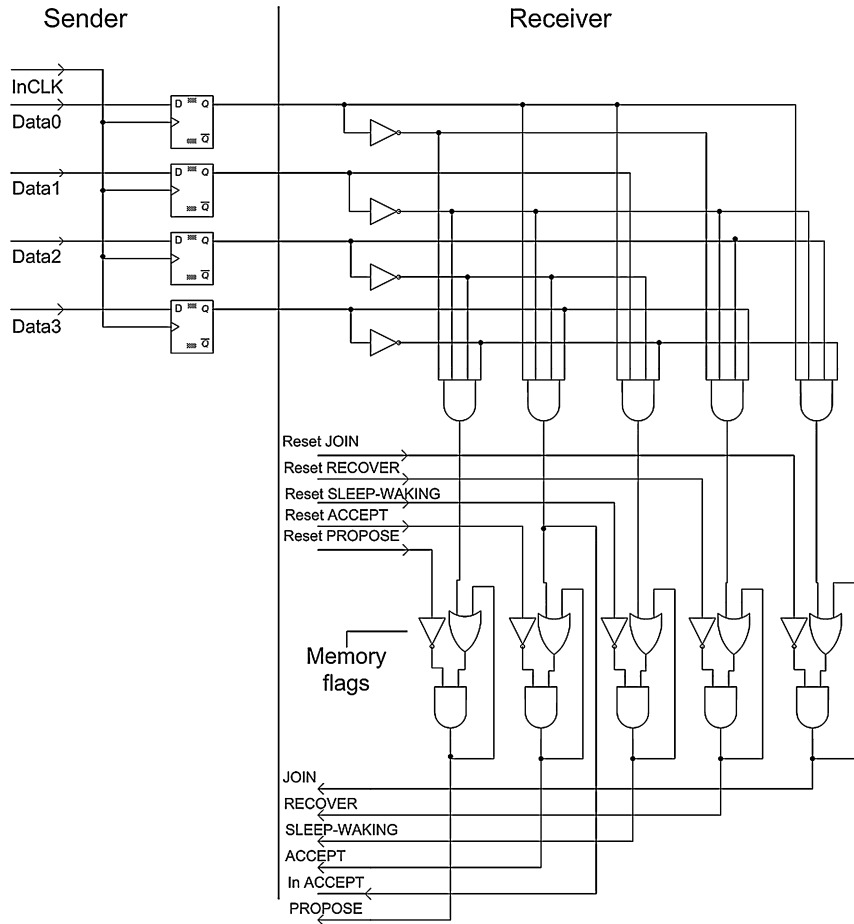 Sender
Receiver
InCLK
Data0
D Q
Q
Data1
D Q
Q
Data2
D Q
Q
Data3
D Q
Q
Reset JOIN
Reset RECOVER
Reset SLEEP-WAKING
Reset ACCEPT
Reset PROPOSE
Memory
flags
JOIN
RECOVER
SLEEP-WAKING
ACCEPT
In ACCEPT
PROPOSE